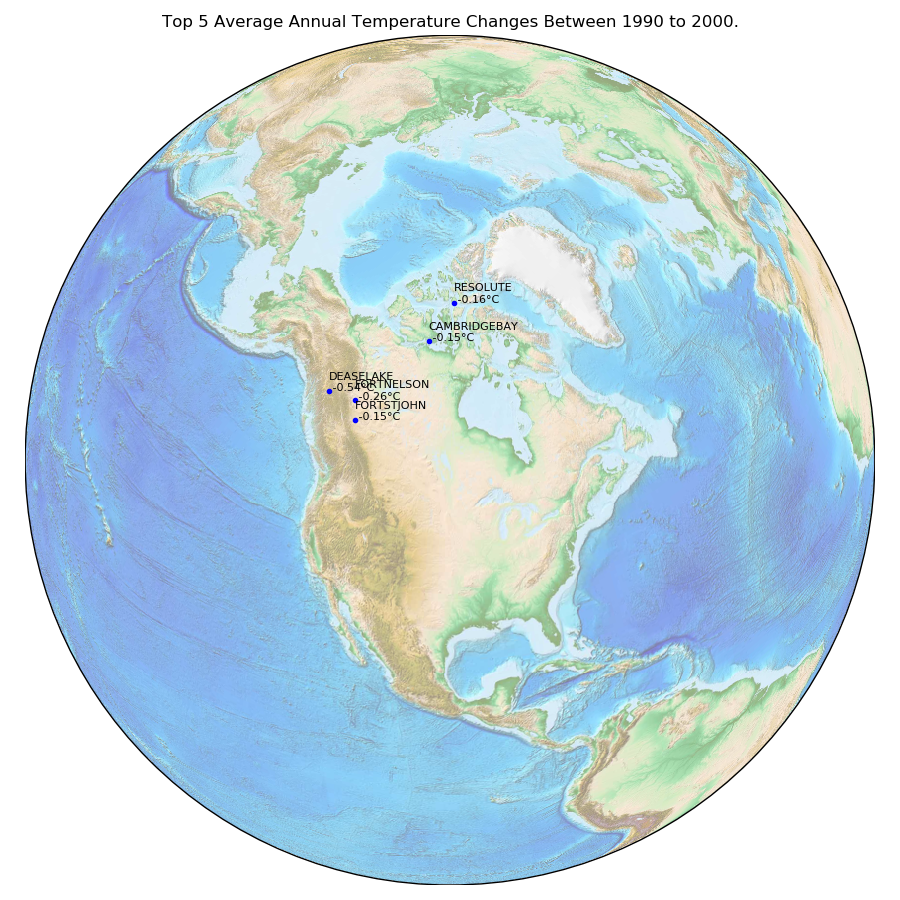 Top 5 Average Annual Temperature Changes Between 1990 to 2000.
RESOLUTE
-0.16°C
CAMBRIDGEBAY
-0.15°C
DEASELAKE
-0.54°C
FORTNELSON
-0.26°C
FORTSTJOHN
-0.15°C